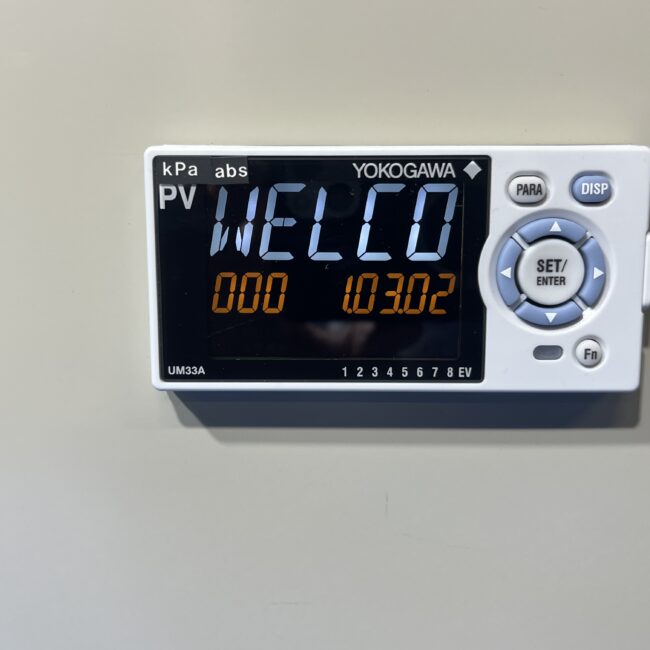 kPa abs YOKOGAWA
PV WELCO
000 1.03.02
UM33A 1 2 3 4 5 6 7 8 EV
PARA DISP
SET/
ENTER
Fn